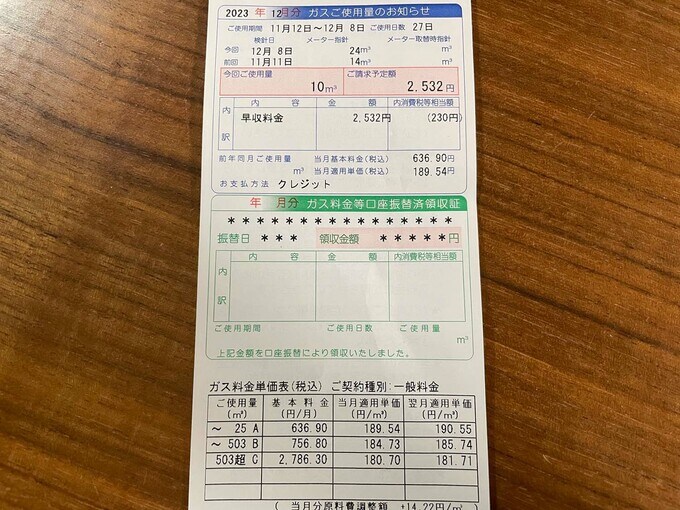 2023 年 12月分 ガスご使用量のお知らせ
ご使用期間 11月12日～12月 8日 ご使用日数 27日
検針日 メーター指針 メーター取替時指針
今回 12月 8日 24m³ m³
前回 11月11日 14m³ m³
今回ご使用量 ご請求予定額
10m³ 2,532円
内訳 内容 金額 内消費税等相当額
早収料金 2,532円 (230円)
前年同月ご使用量 当月基本料金(税込) 636.90円
m³ 当月適用単価(税込) 189.54円
お支払方法 クレジット
年 月分 ガス料金等口座振替済領収証
* * * * * * * * * * * * * * * *
振替日 * * * 領収金額 * * * * * 円
内訳 内容 金額 内消費税等相当額
ご使用期間 ご使用日数 ご使用量
m³
上記金額を口座振替により領収いたしました。
ガス料金単価表(税込) ご契約種別:一般料金
ご使用量 基本料金 当月適用単価 翌月適用単価
(m³) (円/月) (円/m³) (円/m³)
～ 25 A 636.90 189.54 190.55
～ 503 B 756.80 184.73 185.74
503超 C 2,786.30 180.70 181.71
( 当月分原料費調整額 +14.22円/m³)